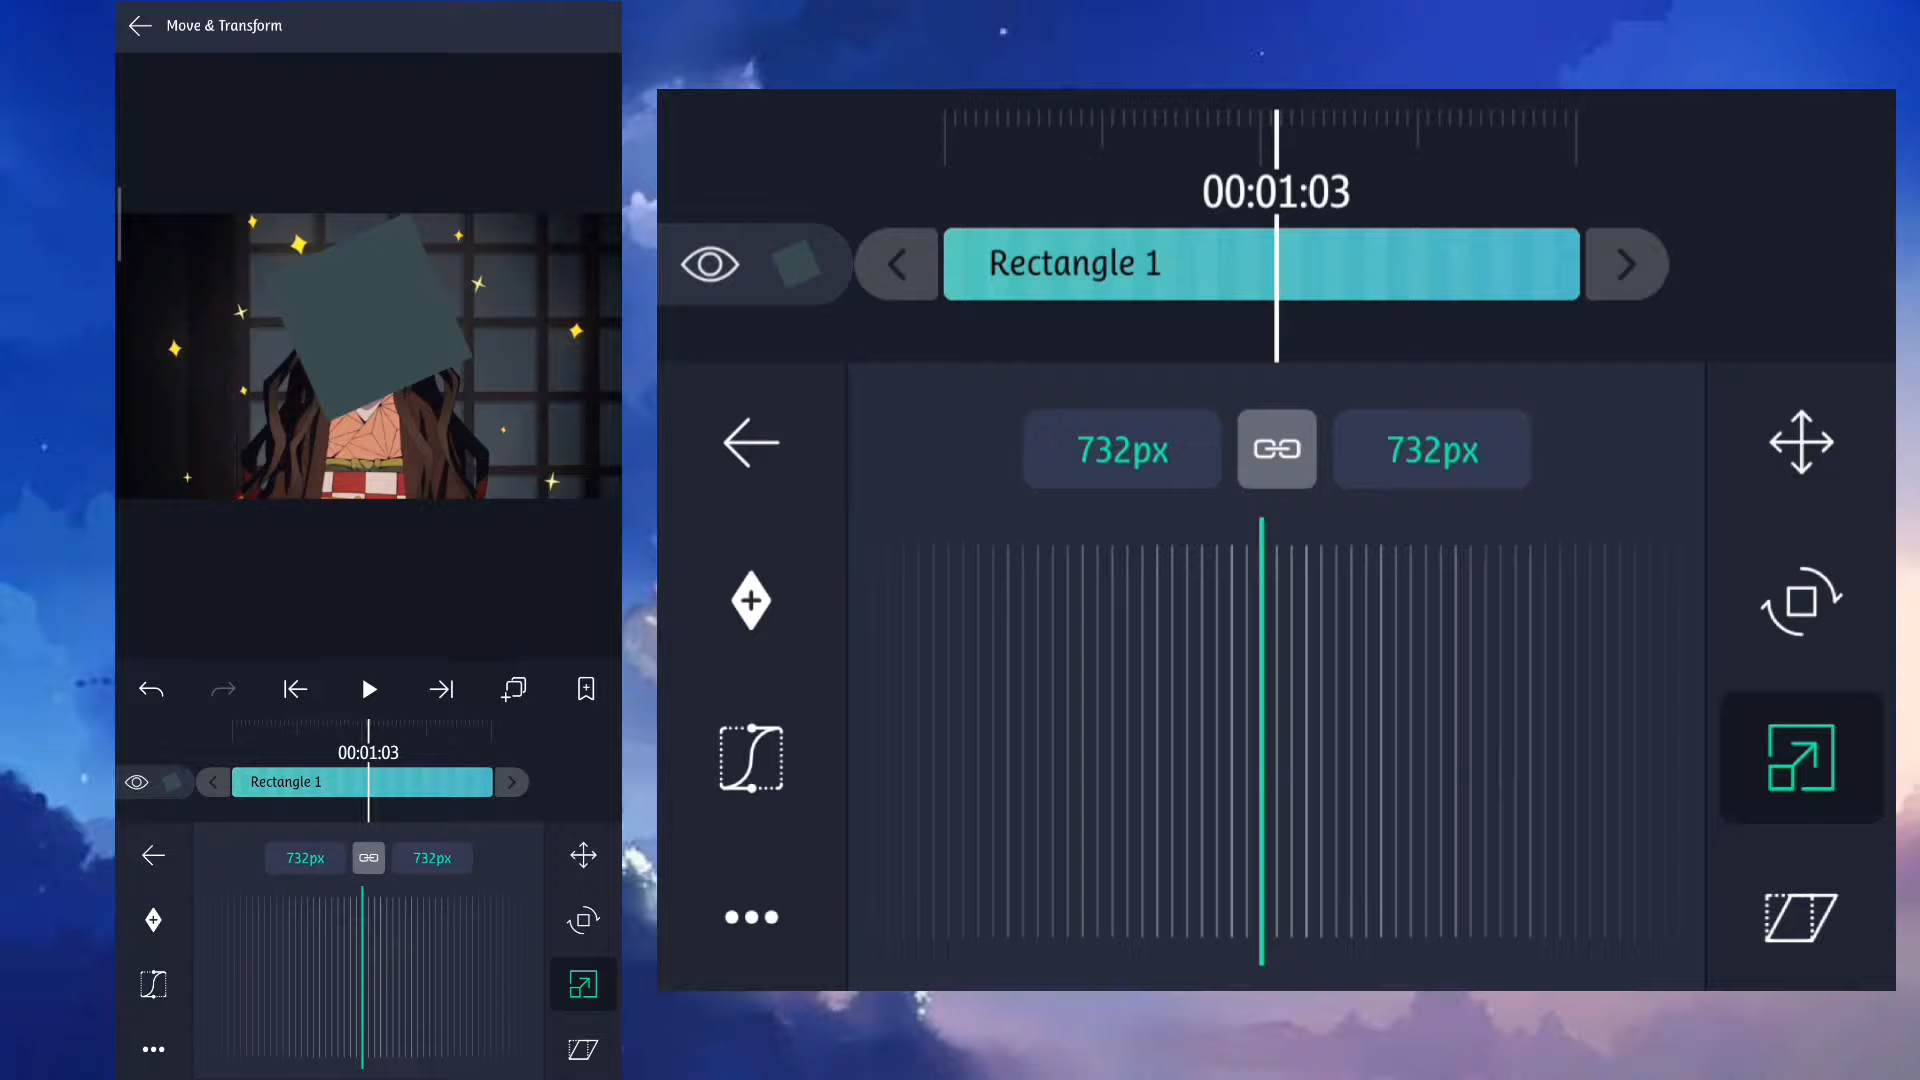 Move & Transform
00:01:03
Rectangle 1
732px
732px
00:01:03
Rectangle 1
732px
732px